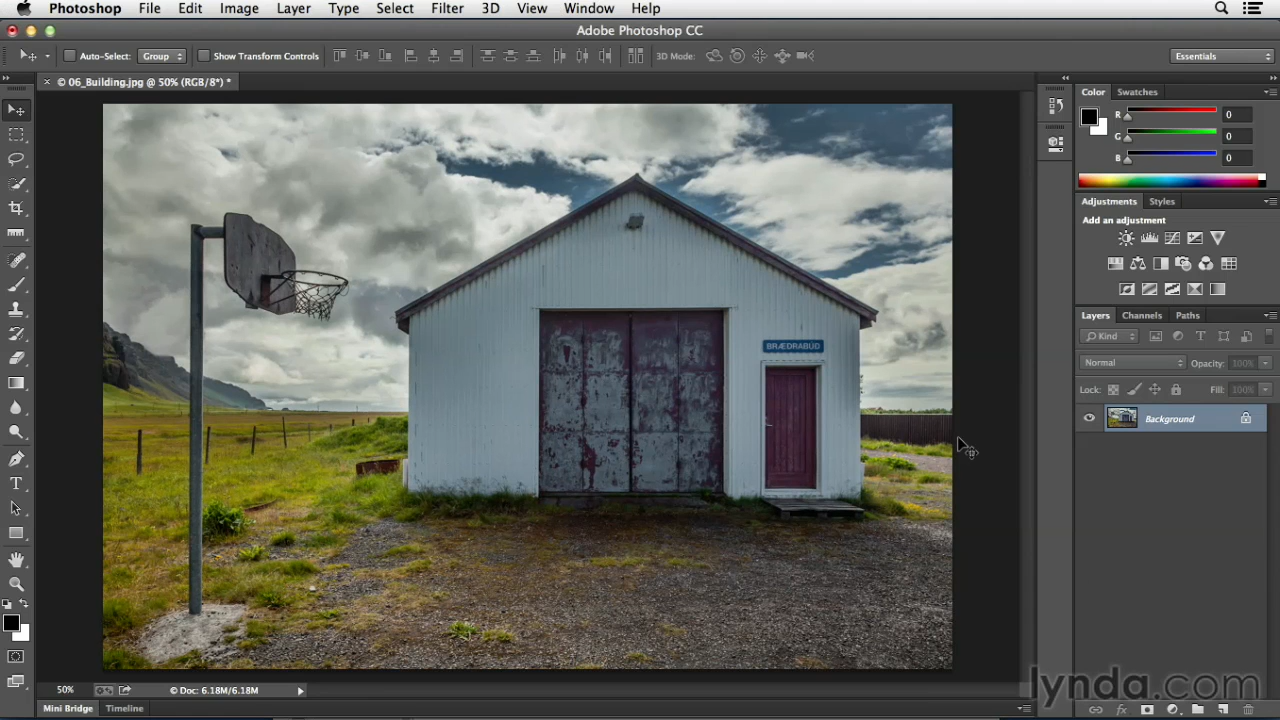 Photoshop File Edit Image Layer Type Select Filter 3D View Window Help
Adobe Photoshop CC
Auto-Select: Group Show Transform Controls 3D Mode: Essentials
× © 06_Building.jpg @ 50% (RGB/8*) *
Color Swatches
R 0
G 0
B 0
Adjustments Styles
Add an adjustment
Layers Channels Paths
Kind
Normal Opacity: 100%
Lock: Fill: 100%
Background
BRÆDRABÚÐ
50% © Doc: 6.18M/6.18M
Mini Bridge Timeline
lynda.com